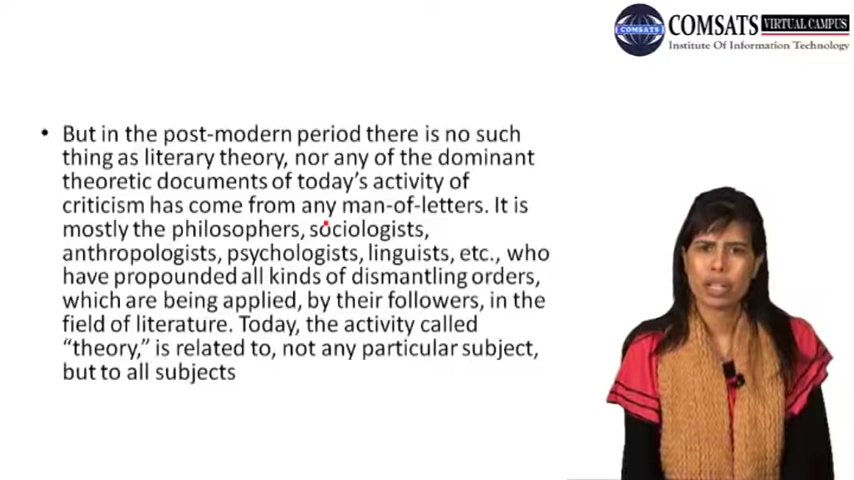 COMSATS
COMSATS VIRTUAL CAMPUS
Institute Of Information Technology
• But in the post-modern period there is no such
thing as literary theory, nor any of the dominant
theoretic documents of today's activity of
criticism has come from any man-of-letters. It is
mostly the philosophers, sociologists,
anthropologists, psychologists, linguists, etc., who
have propounded all kinds of dismantling orders,
which are being applied, by their followers, in the
field of literature. Today, the activity called
“theory,” is related to, not any particular subject,
but to all subjects